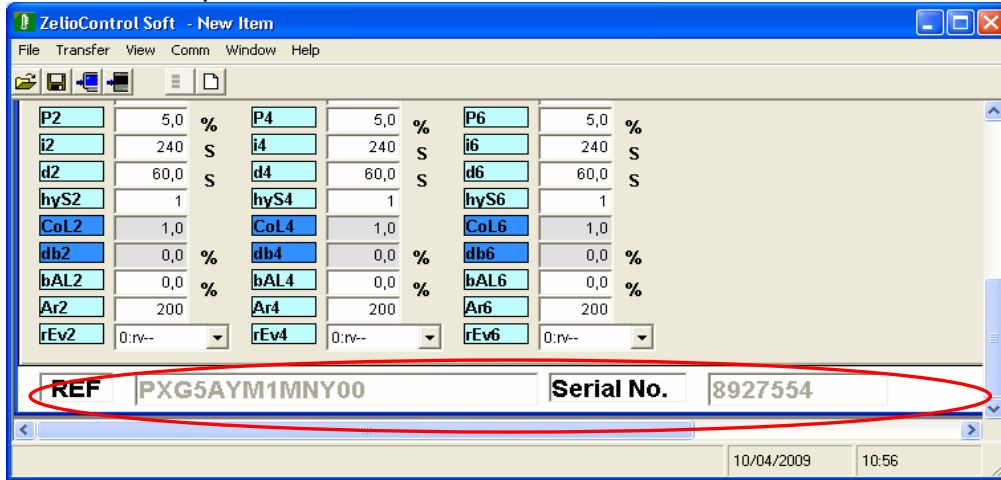 ZelioControl Soft - New Item
File Transfer View Comm Window Help
P2 5,0 % P4 5,0 % P6 5,0 %
i2 240 S i4 240 S i6 240 S
d2 60,0 S d4 60,0 S d6 60,0 S
hyS2 1 hyS4 1 hyS6 1
CoL2 1,0 CoL4 1,0 CoL6 1,0
db2 0,0 % db4 0,0 % db6 0,0 %
bAL2 0,0 % bAL4 0,0 % bAL6 0,0 %
Ar2 200 Ar4 200 Ar6 200
rEv2 0:rv-- rEv4 0:rv-- rEv6 0:rv--
REF PXG5AYM1MNY00 Serial No. 8927554
10/04/2009 10:56